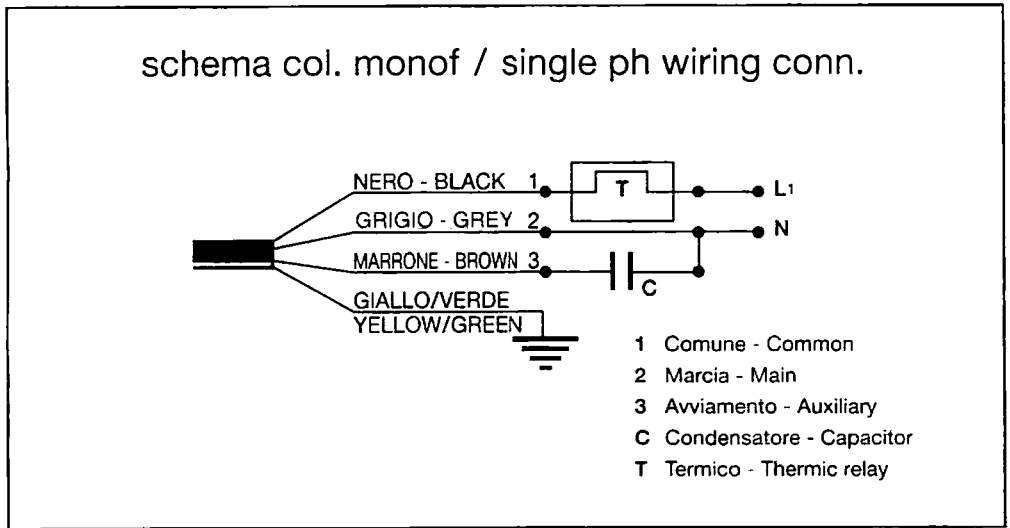 schema col. monof / single ph wiring conn.
NERO - BLACK 1
T
L1
GRIGIO - GREY 2
N
MARRONE - BROWN 3
C
GIALLO/VERDE
YELLOW/GREEN
1 Comune - Common
2 Marcia - Main
3 Avviamento - Auxiliary
C Condensatore - Capacitor
T Termico - Thermic relay